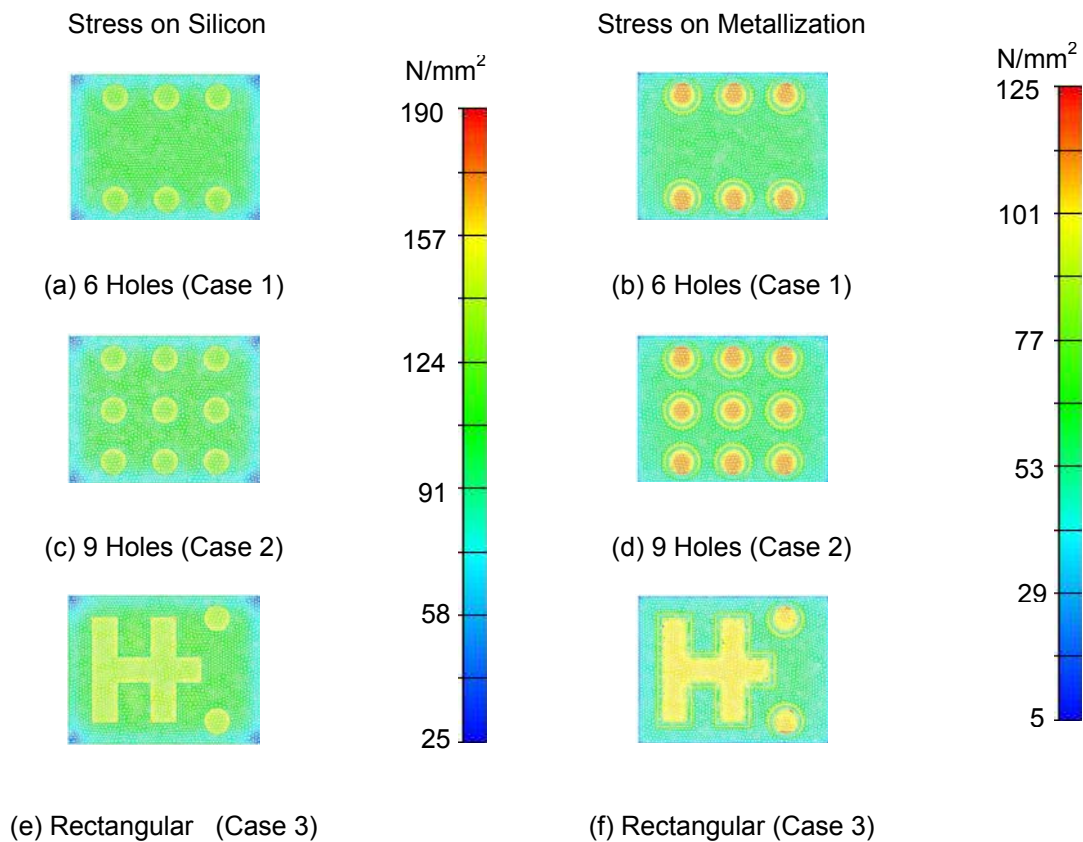 Stress on Silicon
Stress on Metallization
N/mm2
190
157
124
91
58
25
N/mm2
125
101
77
53
29
5
(a) 6 Holes (Case 1)
(b) 6 Holes (Case 1)
(c) 9 Holes (Case 2)
(d) 9 Holes (Case 2)
(e) Rectangular (Case 3)
(f) Rectangular (Case 3)